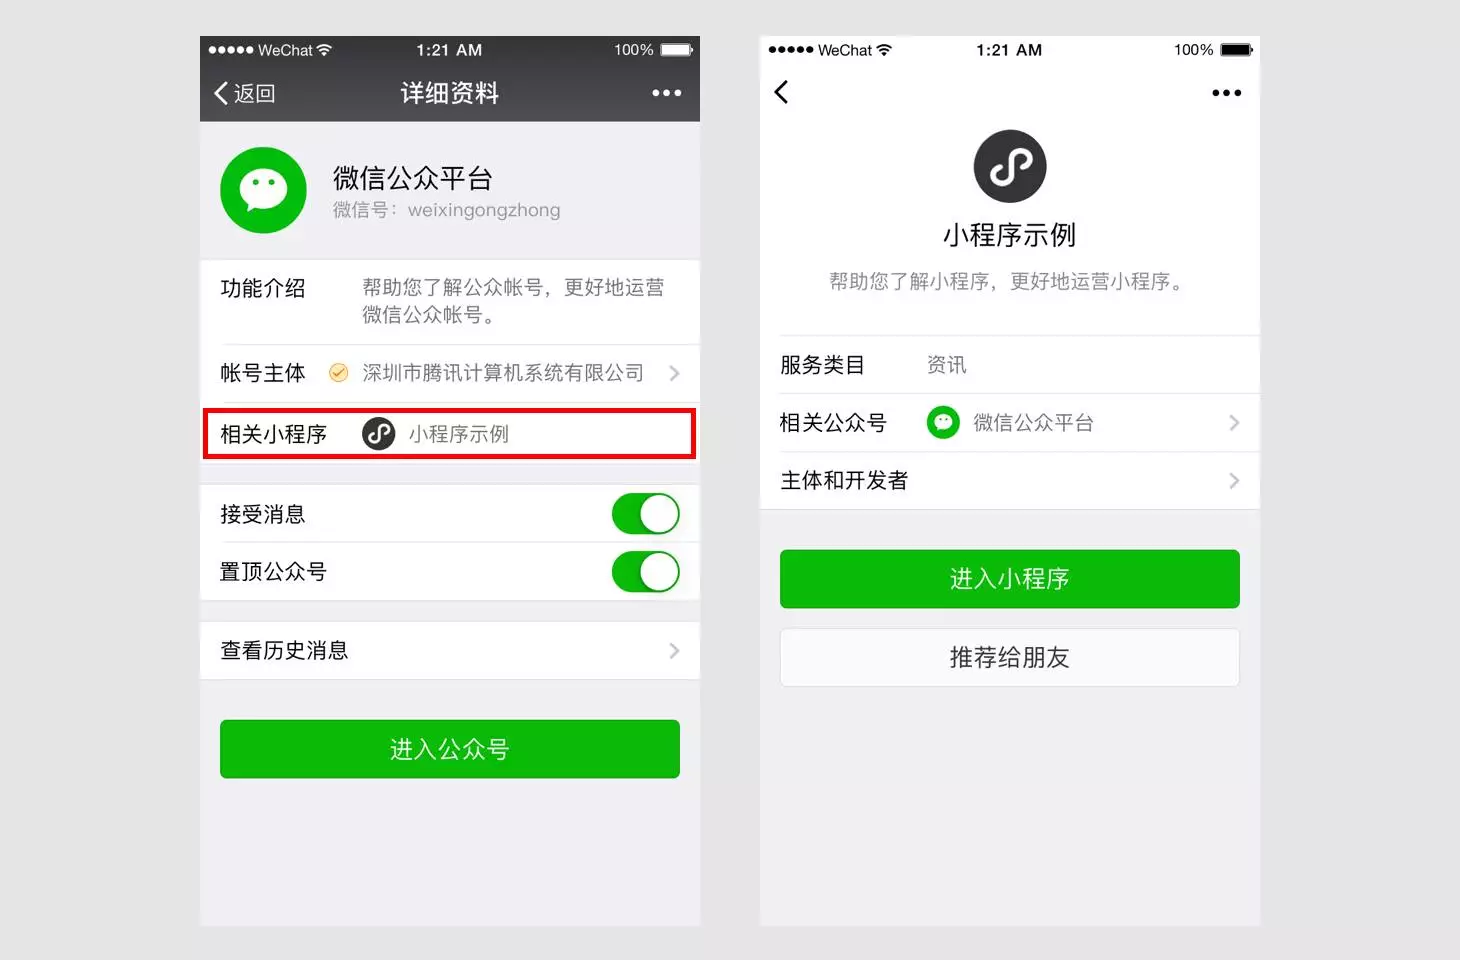 WeChat 1:21 AM 100%
返回 详细资料
微信公众平台
微信号：weixingongzhong
功能介绍 帮助您了解公众帐号，更好地运营
微信公众帐号。
帐号主体 深圳市腾讯计算机系统有限公司
相关小程序 小程序示例
接受消息
置顶公众号
查看历史消息
进入公众号
WeChat 1:21 AM 100%
小程序示例
帮助您了解小程序，更好地运营小程序。
服务类目 资讯
相关公众号 微信公众平台
主体和开发者
进入小程序
推荐给朋友